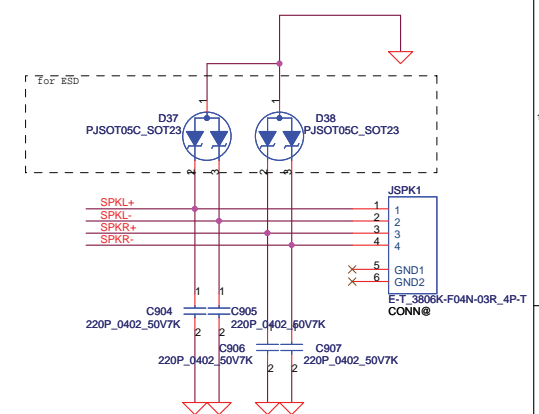 for ESD
1
1
D37
PJSOT05C_SOT23
D38
PJSOT05C_SOT23
2
3
2
3
JSPK1
SPKL+
1
1
SPKL-
2
2
SPKR+
3
3
SPKR-
4
4
5
GND1
6
GND2
E-T_3806K-F04N-03R_4P-T
CONN@
1
1
C904
C905
220P_0402_50V7K
220P_0402_50V7K
1
1
2
2
C906
C907
220P_0402_50V7K
220P_0402_50V7K
2
2